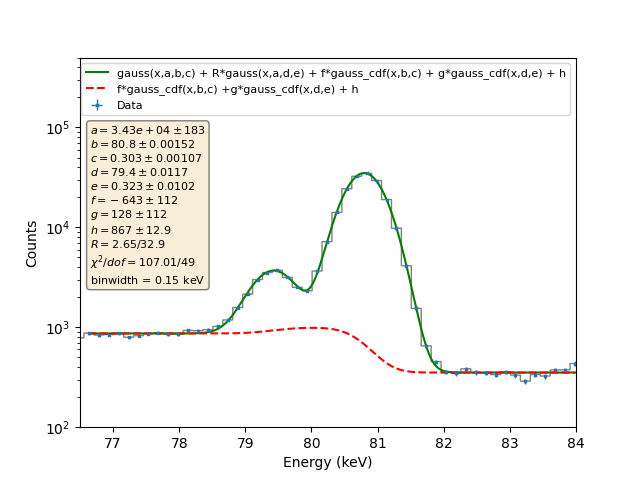 gauss(x,a,b,c) + R*gauss(x,a,d,e) + f*gauss_cdf(x,b,c) + g*gauss_cdf(x,d,e) + h
f*gauss_cdf(x,b,c) +g*gauss_cdf(x,d,e) + h
Data
a = 3.43e + 04 ± 183
b = 80.8 ± 0.00152
c = 0.303 ± 0.00107
d = 79.4 ± 0.0117
e = 0.323 ± 0.0102
f = − 643 ± 112
g = 128 ± 112
h = 867 ± 12.9
R = 2.65/32.9
χ²/dof = 107.01/49
binwidth = 0.15 keV
10⁵
10⁴
10³
10²
Counts
77 78 79 80 81 82 83 84
Energy (keV)